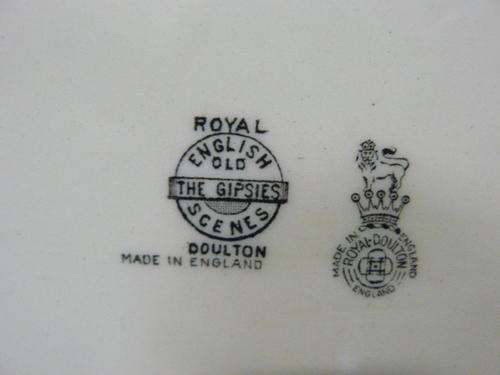 ROYAL
ENGLISH
OLD
THE GIPSIES
SCENES
DOULTON
MADE IN ENGLAND
MADE IN ENGLAND
ROYAL DOULTON
ENGLAND